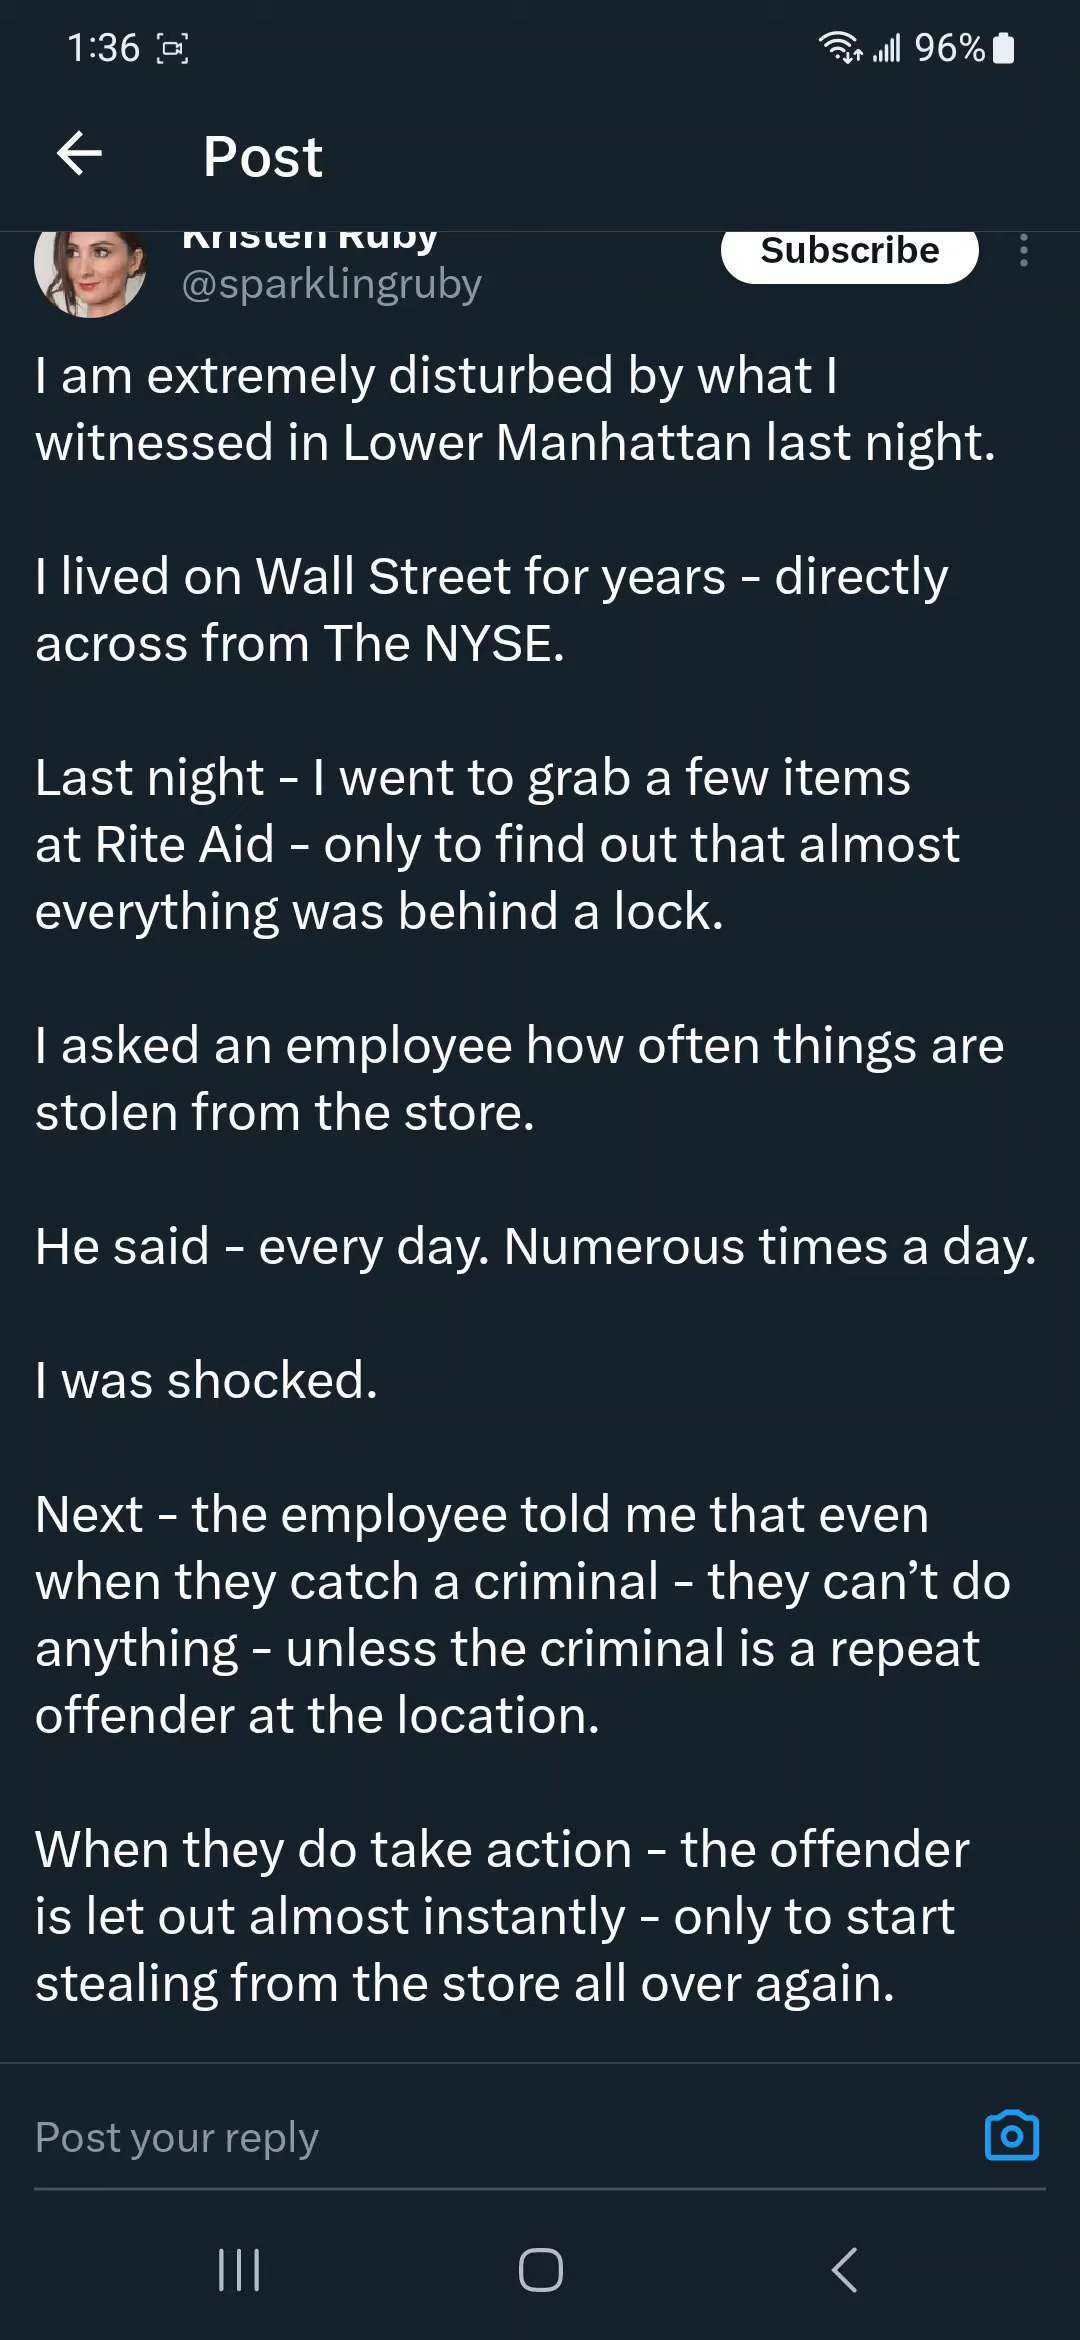 1:36
96%
Post
Kristen Ruby
Subscribe
@sparklingruby
I am extremely disturbed by what I
witnessed in Lower Manhattan last night.
I lived on Wall Street for years - directly
across from The NYSE.
Last night - I went to grab a few items
at Rite Aid - only to find out that almost
everything was behind a lock.
I asked an employee how often things are
stolen from the store.
He said - every day. Numerous times a day.
I was shocked.
Next - the employee told me that even
when they catch a criminal - they can’t do
anything - unless the criminal is a repeat
offender at the location.
When they do take action - the offender
is let out almost instantly - only to start
stealing from the store all over again.
Post your reply